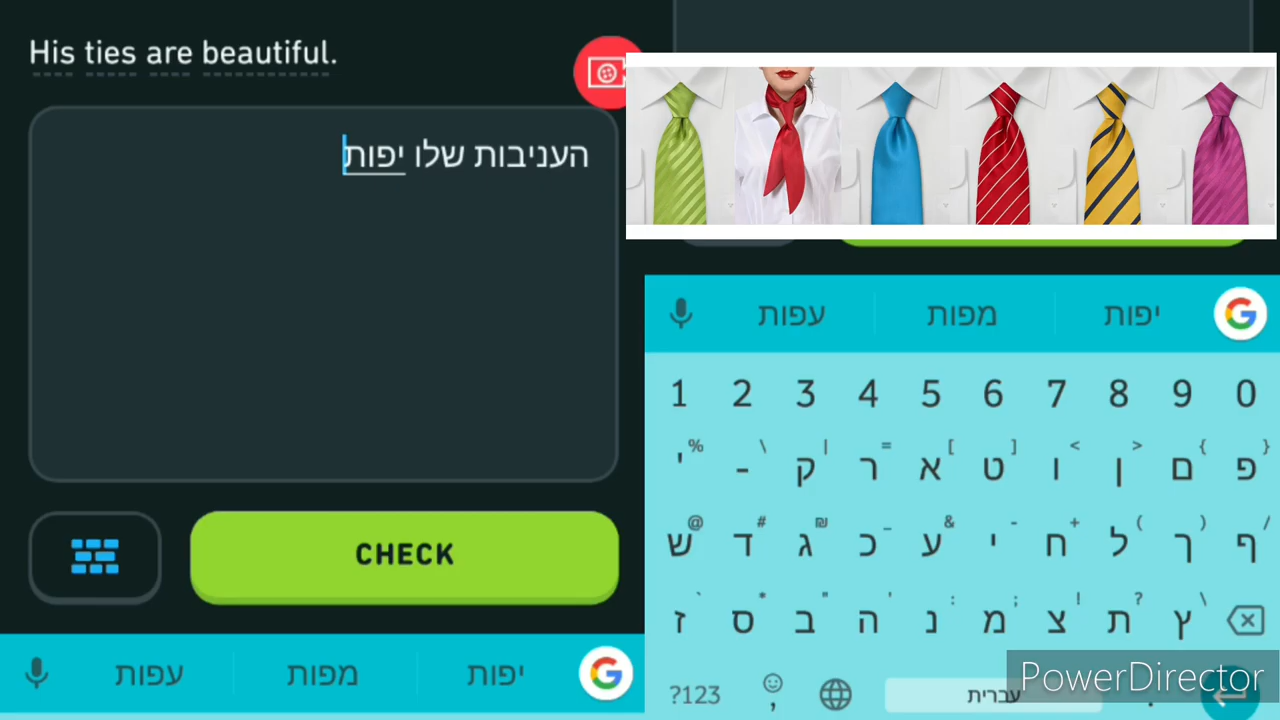 His ties are beautiful.
העניבות שלו יפות
CHECK
עפות מפות יפות
עפות מפות יפות
1 2 3 4 5 6 7 8 9 0
% \ | = [ ] < > { }
' - ק ר א ט ו ן ם פ
@ # ₪ _ & - + ( ) /
ש ד ג כ ע י ח ל ך ף
` * " ' : ; ! ? \
ז ס ב ה נ מ צ ת ץ
?123 , עברית .
PowerDirector